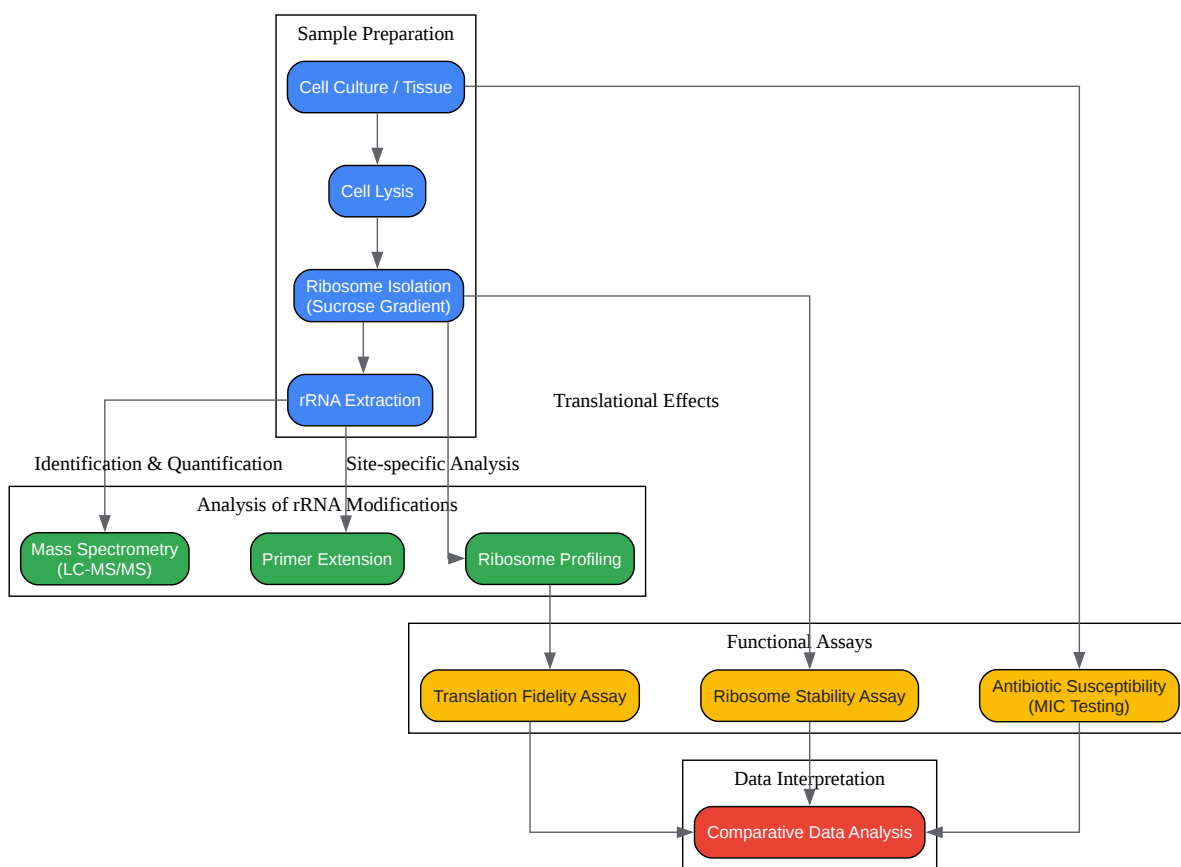 Sample Preparation
Cell Culture / Tissue
Cell Lysis
Ribosome Isolation
(Sucrose Gradient)
rRNA Extraction
Translational Effects
Identification & Quantification
Site-specific Analysis
Analysis of rRNA Modifications
Mass Spectrometry
(LC-MS/MS)
Primer Extension
Ribosome Profiling
Functional Assays
Translation Fidelity Assay
Ribosome Stability Assay
Antibiotic Susceptibility
(MIC Testing)
Data Interpretation
Comparative Data Analysis